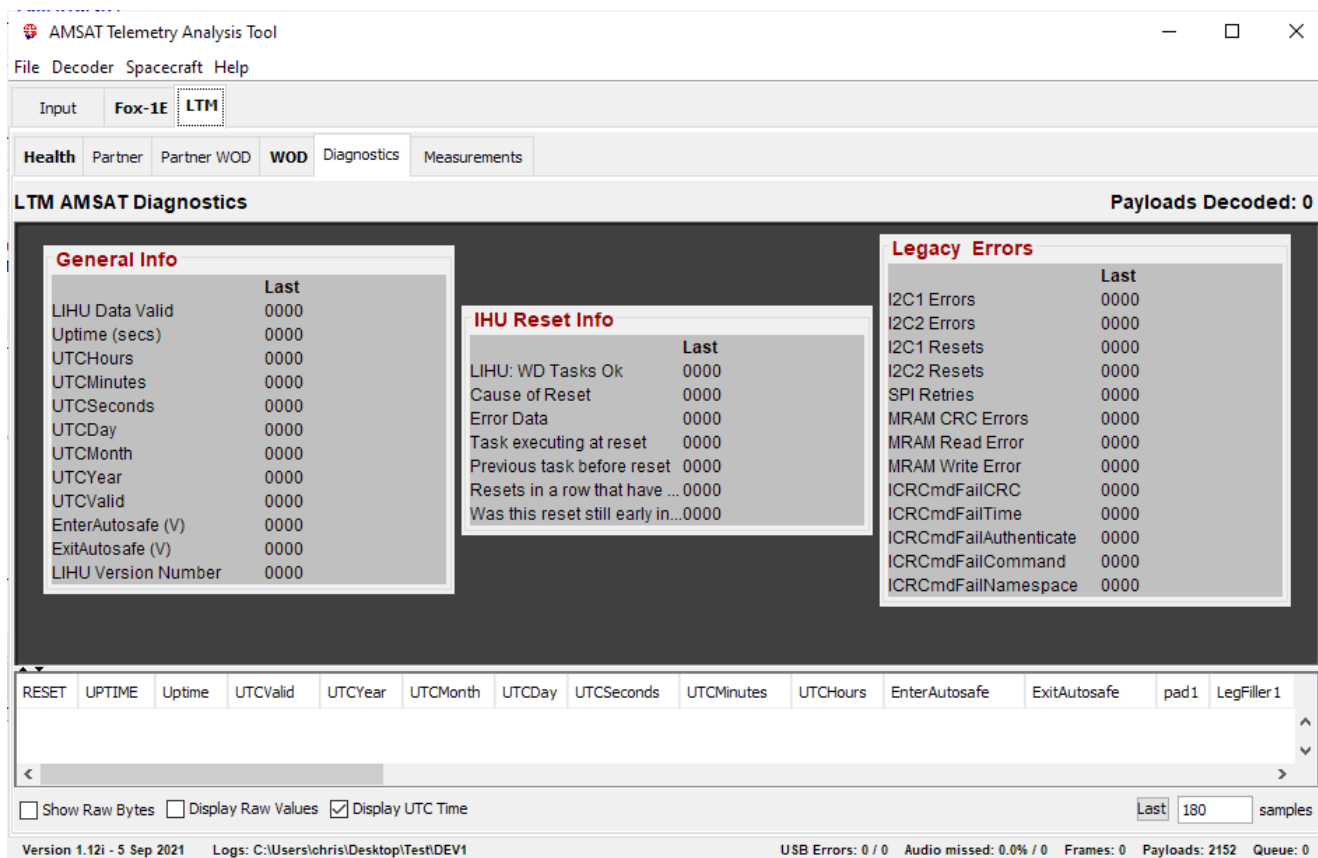 AMSAT Telemetry Analysis Tool
File Decoder Spacecraft Help
Input Fox-1E LTM
Health Partner Partner WOD WOD Diagnostics Measurements
LTM AMSAT Diagnostics Payloads Decoded: 0
General Info
Last
LIHU Data Valid 0000
Uptime (secs) 0000
UTCHours 0000
UTCMinutes 0000
UTCSeconds 0000
UTCDay 0000
UTCMonth 0000
UTCYear 0000
UTCValid 0000
EnterAutosafe (V) 0000
ExitAutosafe (V) 0000
LIHU Version Number 0000
IHU Reset Info
Last
LIHU: WD Tasks Ok 0000
Cause of Reset 0000
Error Data 0000
Task executing at reset 0000
Previous task before reset 0000
Resets in a row that have ... 0000
Was this reset still early in... 0000
Legacy Errors
Last
I2C1 Errors 0000
I2C2 Errors 0000
I2C1 Resets 0000
I2C2 Resets 0000
SPI Retries 0000
MRAM CRC Errors 0000
MRAM Read Error 0000
MRAM Write Error 0000
ICRCmdFailCRC 0000
ICRCmdFailTime 0000
ICRCmdFailAuthenticate 0000
ICRCmdFailCommand 0000
ICRCmdFailNamespace 0000
RESET UPTIME Uptime UTCValid UTCYear UTCMonth UTCDay UTCSeconds UTCMinutes UTCHours EnterAutosafe ExitAutosafe pad1 LegFiller1
Show Raw Bytes Display Raw Values Display UTC Time Last 180 samples
Version 1.12i - 5 Sep 2021 Logs: C:\Users\chris\Desktop\Test\DEV1 USB Errors: 0 / 0 Audio missed: 0.0% / 0 Frames: 0 Payloads: 2152 Queue: 0